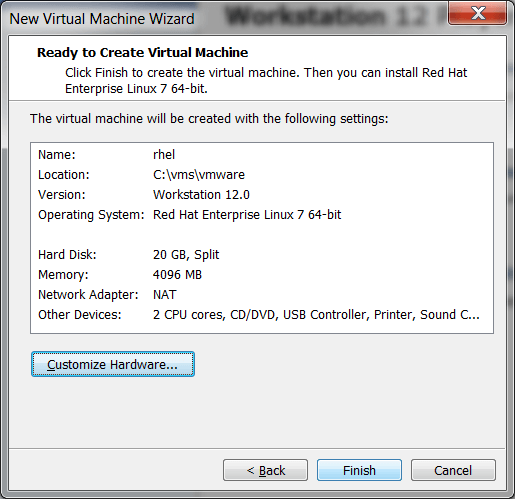 New Virtual Machine Wizard
Workstation 12
Ready to Create Virtual Machine
Click Finish to create the virtual machine. Then you can install Red Hat
Enterprise Linux 7 64-bit.
The virtual machine will be created with the following settings:
Name: rhel
Location: C:\vms\vmware
Version: Workstation 12.0
Operating System: Red Hat Enterprise Linux 7 64-bit
Hard Disk: 20 GB, Split
Memory: 4096 MB
Network Adapter: NAT
Other Devices: 2 CPU cores, CD/DVD, USB Controller, Printer, Sound C...
Customize Hardware...
< Back Finish Cancel